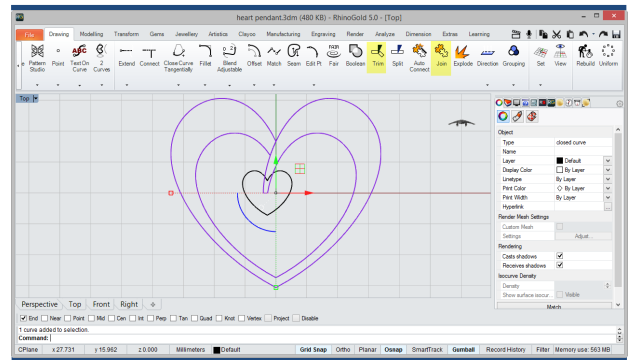 heart pendant.3dm (480 KB) - RhinoGold 5.0 - [Top]
File Drawing Modelling Transform Gems Jewellery Artistics Clayoo Manufacturing Engraving Render Analyze Dimension Extras Learning
e Pattern Studio Point Text On Curve 2 Curves Extend Connect Close Curve Tangentially Fillet Blend Adjustable Offset Match Seam Edit Pt Fair Boolean Trim Split Auto Connect Join Explode Direction Grouping Set View Rebuild Uniform
Top
Object
Type closed curve
Name
Layer Default
Display Color By Layer
Linetype By Layer
Print Color By Layer
Print Width By Layer
Hyperlink ...
Render Mesh Settings
Custom Mesh
Settings Adjust...
Rendering
Casts shadows
Receives shadows
Isocurve Density
Density
Show surface isocur... Visible
Match
Perspective Top Front Right
End Near Point Mid Cen Int Perp Tan Quad Knot Vertex Project Disable
1 curve added to selection.
Command:
CPlane x 27.731 y 15.962 z 0.000 Millimeters Default Grid Snap Ortho Planar Osnap SmartTrack Gumball Record History Filter Memory use: 563 MB